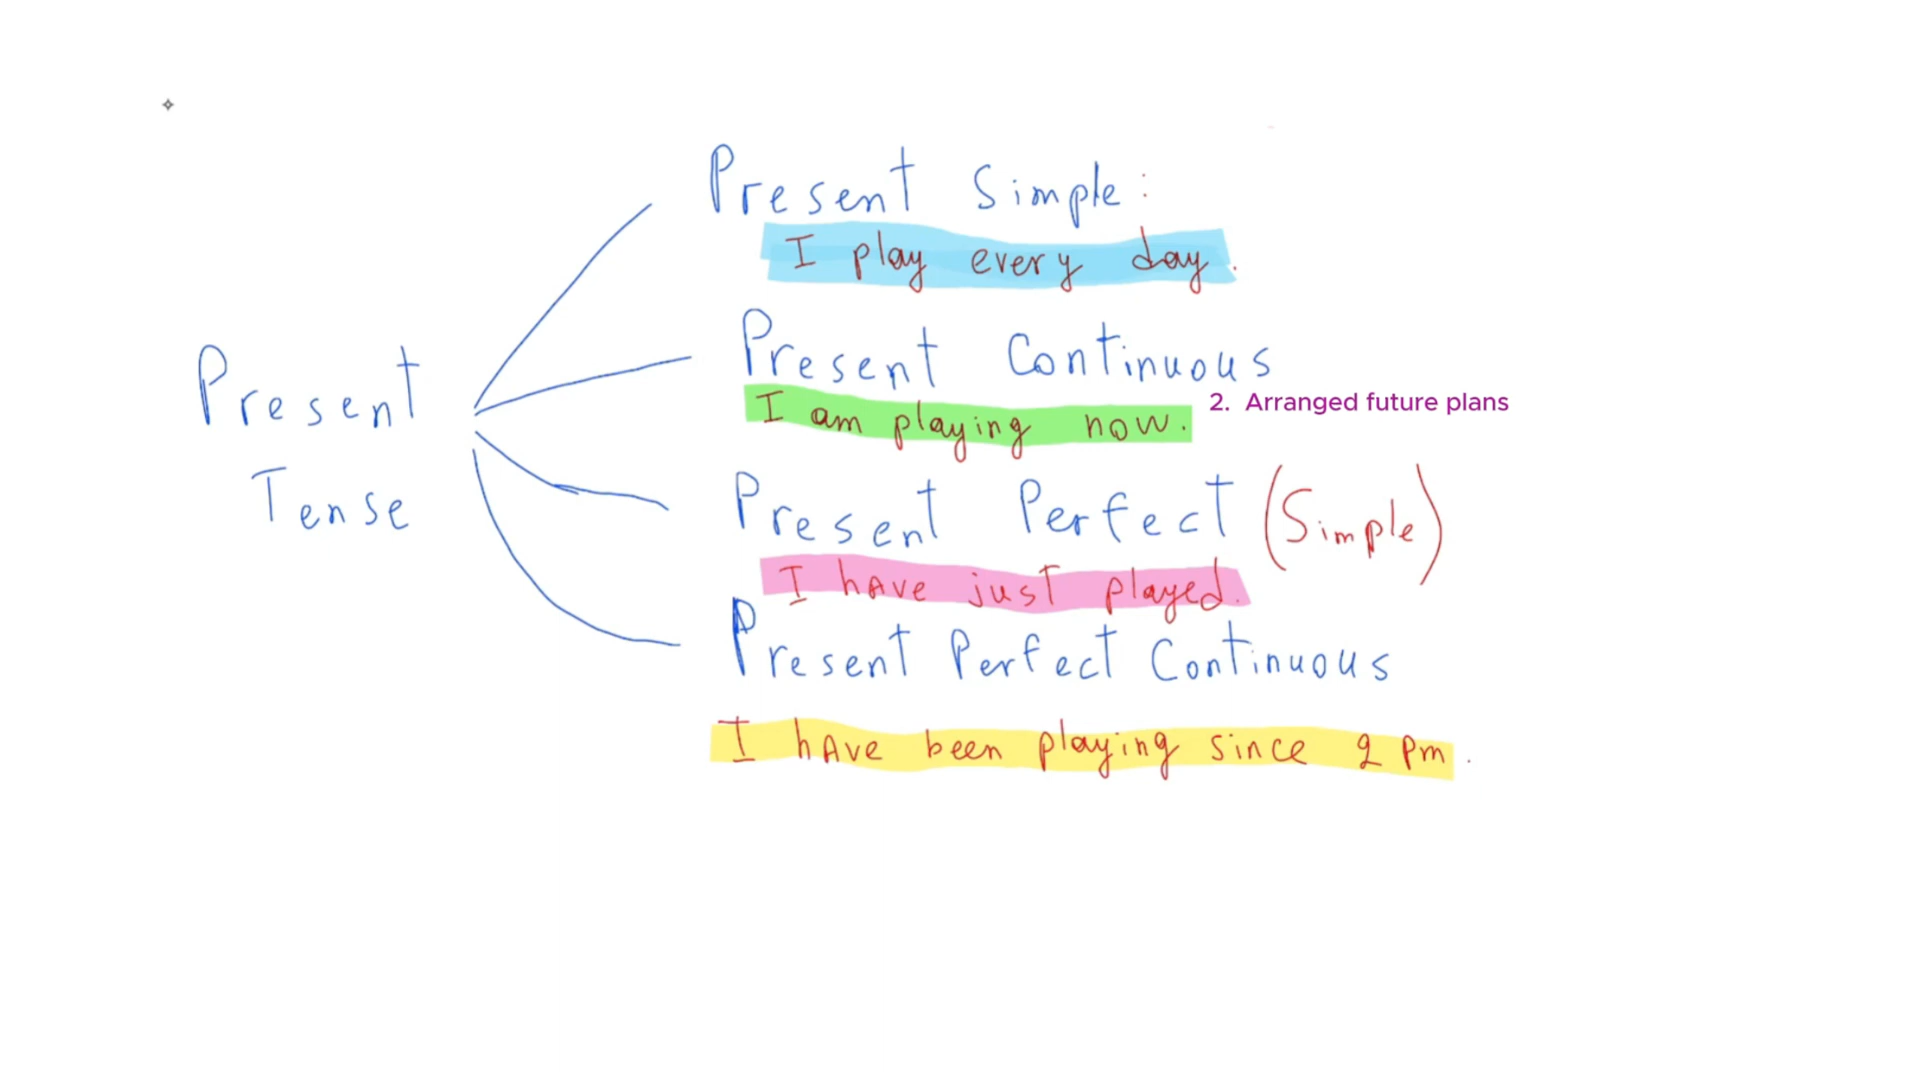 Present Simple:
I play every day.
Present Continuous
I am playing now.
2. Arranged future plans
Present
Tense
Present Perfect (Simple)
I have just played.
Present Perfect Continuous
I have been playing since 2 pm.